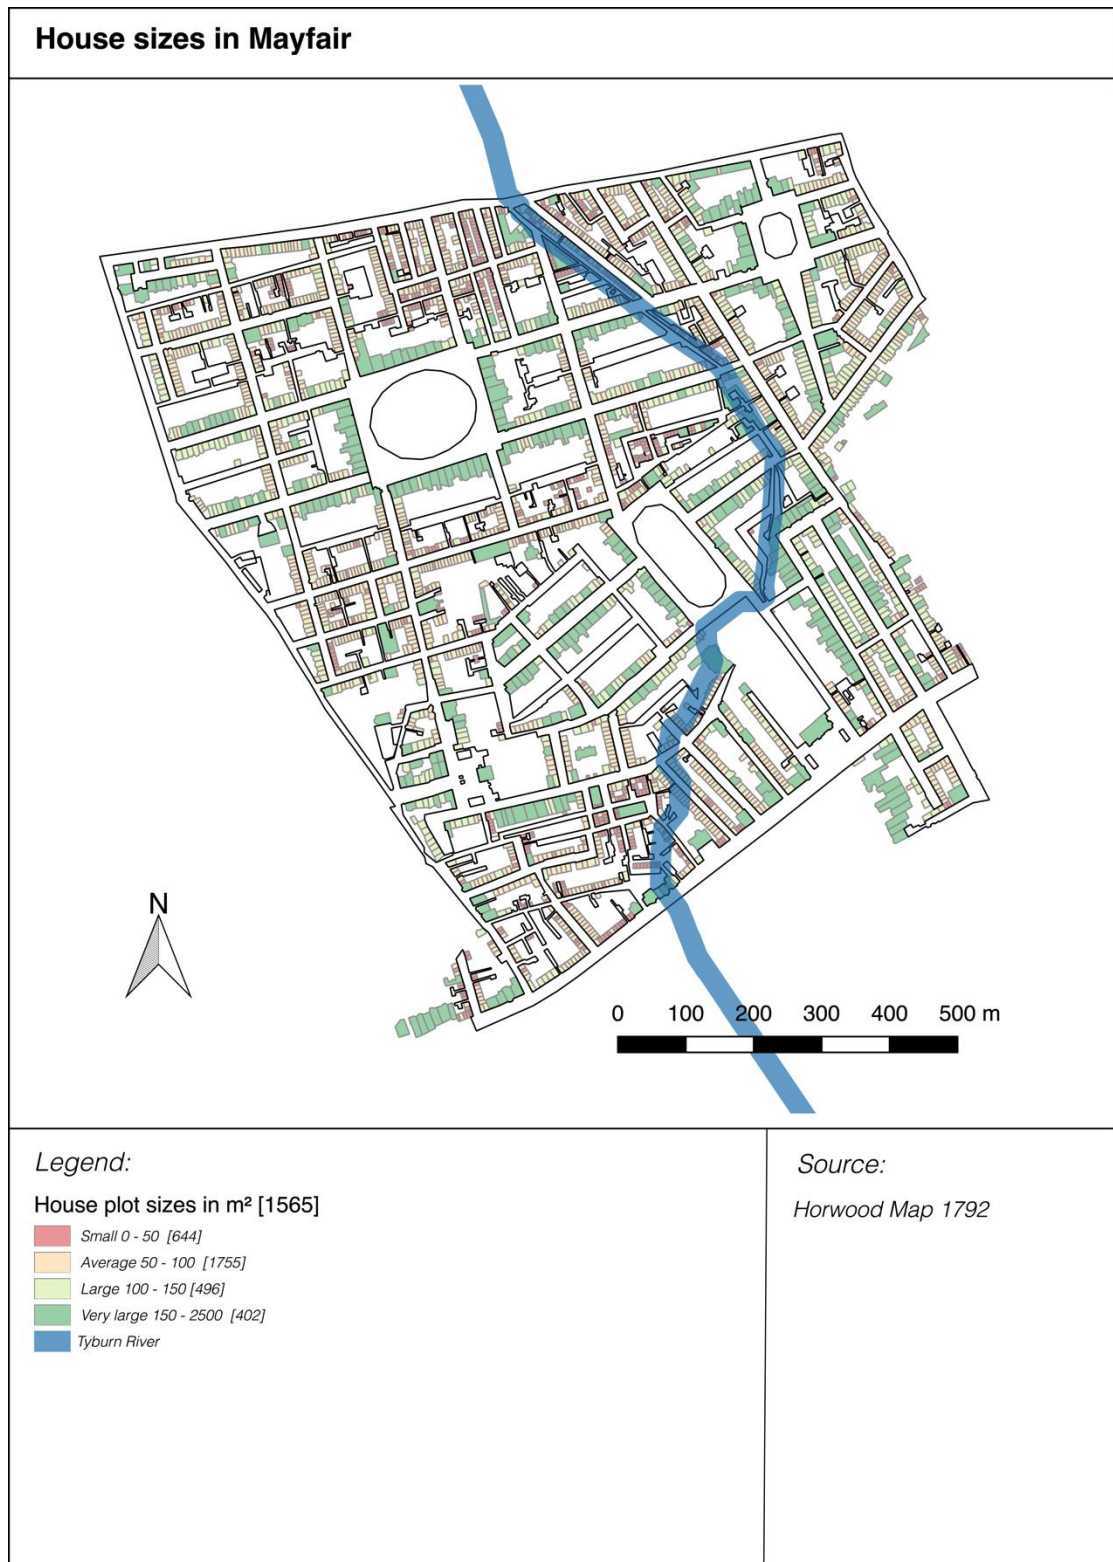 House sizes in Mayfair
N
0 100 200 300 400 500 m
Legend:
House plot sizes in m² [1565]
Small 0 - 50 [644]
Average 50 - 100 [1755]
Large 100 - 150 [496]
Very large 150 - 2500 [402]
Tyburn River
Source:
Horwood Map 1792